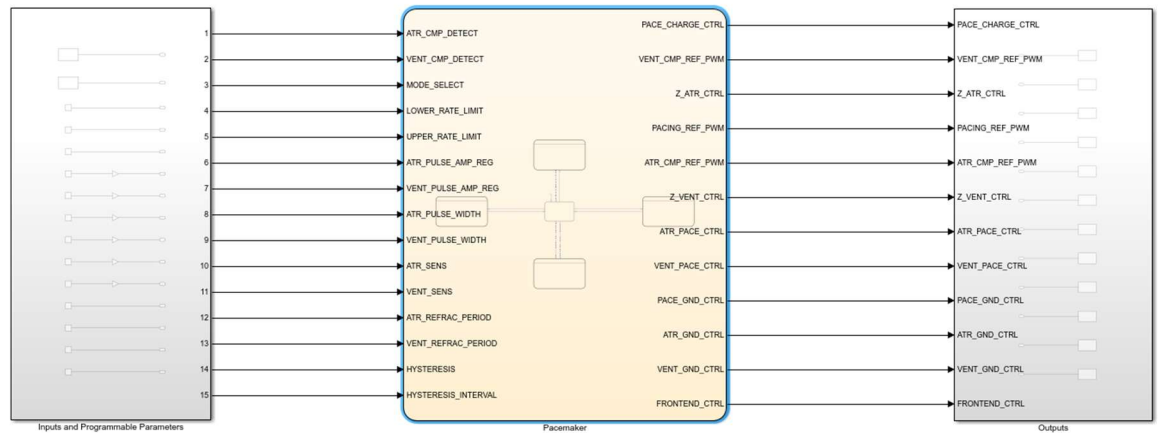 1
2
3
4
5
6
7
8
9
10
11
12
13
14
15
Inputs and Programmable Parameters
ATR_CMP_DETECT
VENT_CMP_DETECT
MODE_SELECT
LOWER_RATE_LIMIT
UPPER_RATE_LIMIT
ATR_PULSE_AMP_REG
VENT_PULSE_AMP_REG
ATR_PULSE_WIDTH
VENT_PULSE_WIDTH
ATR_SENS
VENT_SENS
ATR_REFRAC_PERIOD
VENT_REFRAC_PERIOD
HYSTERESIS
HYSTERESIS_INTERVAL
PACE_CHARGE_CTRL
VENT_CMP_REF_PWM
Z_ATR_CTRL
PACING_REF_PWM
ATR_CMP_REF_PWM
Z_VENT_CTRL
ATR_PACE_CTRL
VENT_PACE_CTRL
PACE_GND_CTRL
ATR_GND_CTRL
VENT_GND_CTRL
FRONTEND_CTRL
Pacemaker
PACE_CHARGE_CTRL
VENT_CMP_REF_PWM
Z_ATR_CTRL
PACING_REF_PWM
ATR_CMP_REF_PWM
Z_VENT_CTRL
ATR_PACE_CTRL
VENT_PACE_CTRL
PACE_GND_CTRL
ATR_GND_CTRL
VENT_GND_CTRL
FRONTEND_CTRL
Outputs